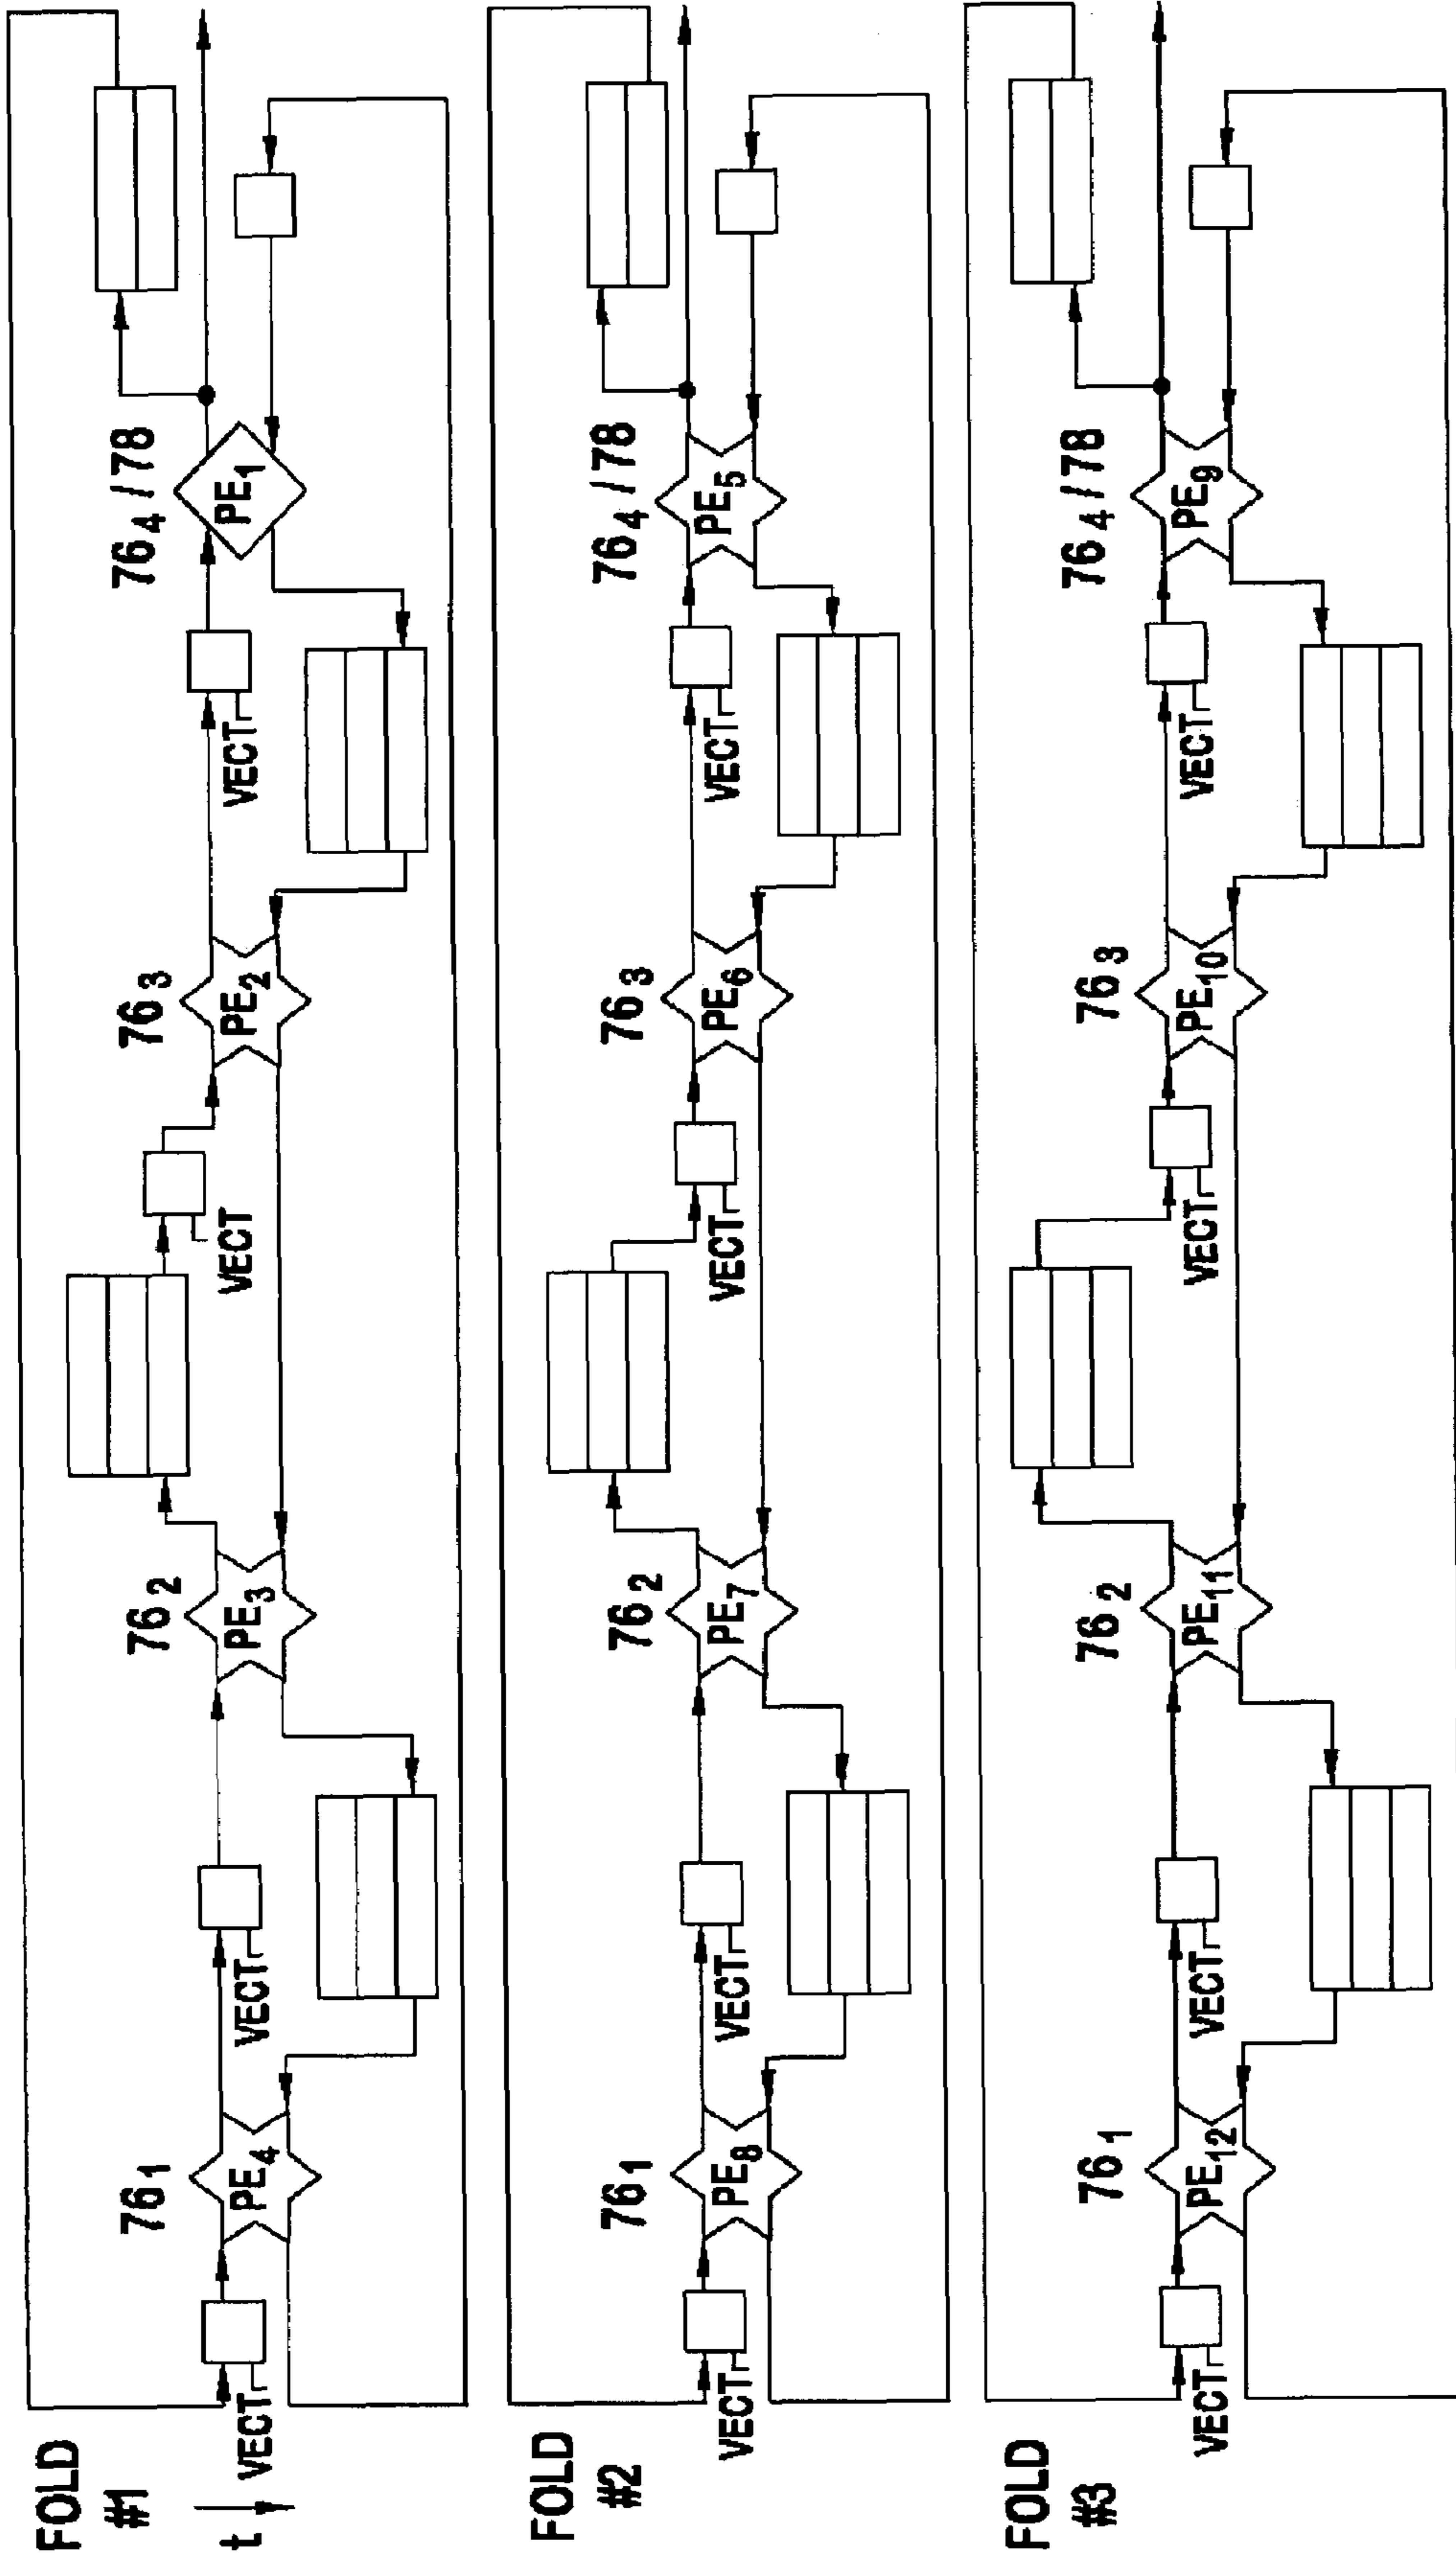 FOLD
#1
t
76₁
76₂
76₃
76₄/78
PE₄
PE₃
PE₂
PE₁
VECT
VECT
VECT
VECT
FOLD
#2
76₁
76₂
76₃
76₄/78
PE₈
PE₇
PE₆
PE₅
VECT
VECT
VECT
VECT
FOLD
#3
76₁
76₂
76₃
76₄/78
PE₁₂
PE₁₁
PE₁₀
PE₉
VECT
VECT
VECT
VECT